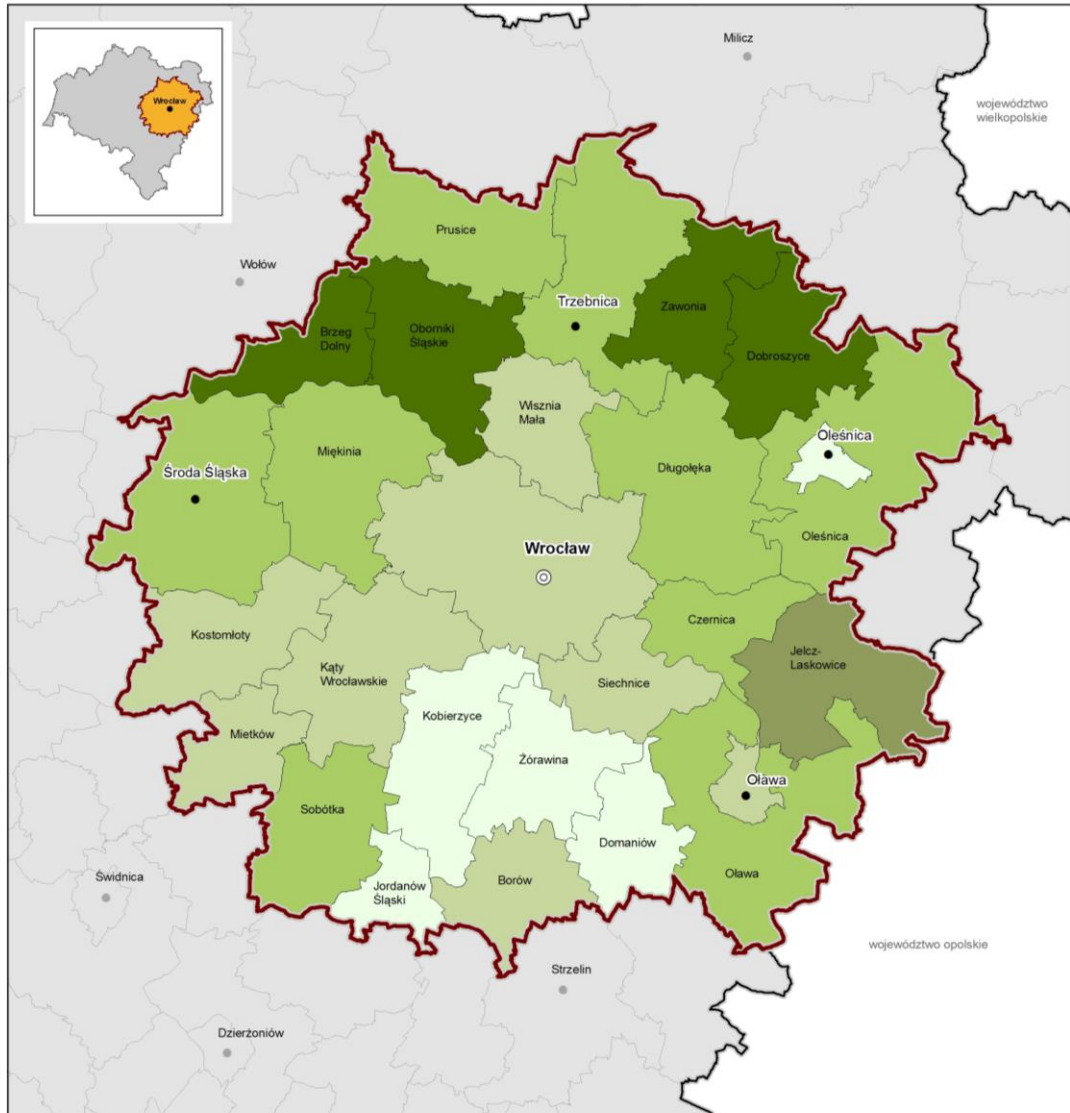 Wrocław
Milicz
województwo
wielkopolskie
Prusice
Wołów
Trzebnica
Zawonia
Brzeg
Dolny
Oborniki
Śląskie
Dobroszyce
Wisznia
Mała
Oleśnica
Miękinia
Długołęka
Środa Śląska
Oleśnica
Wrocław
Czernica
Kostomłoty
Jelcz-
Laskowice
Kąty
Wrocławskie
Siechnice
Kobierzyce
Mietków
Żórawina
Oława
Sobótka
Domaniów
Świdnica
Borów
Oława
Jordanów
Śląski
województwo opolskie
Strzelin
Dzierżoniów